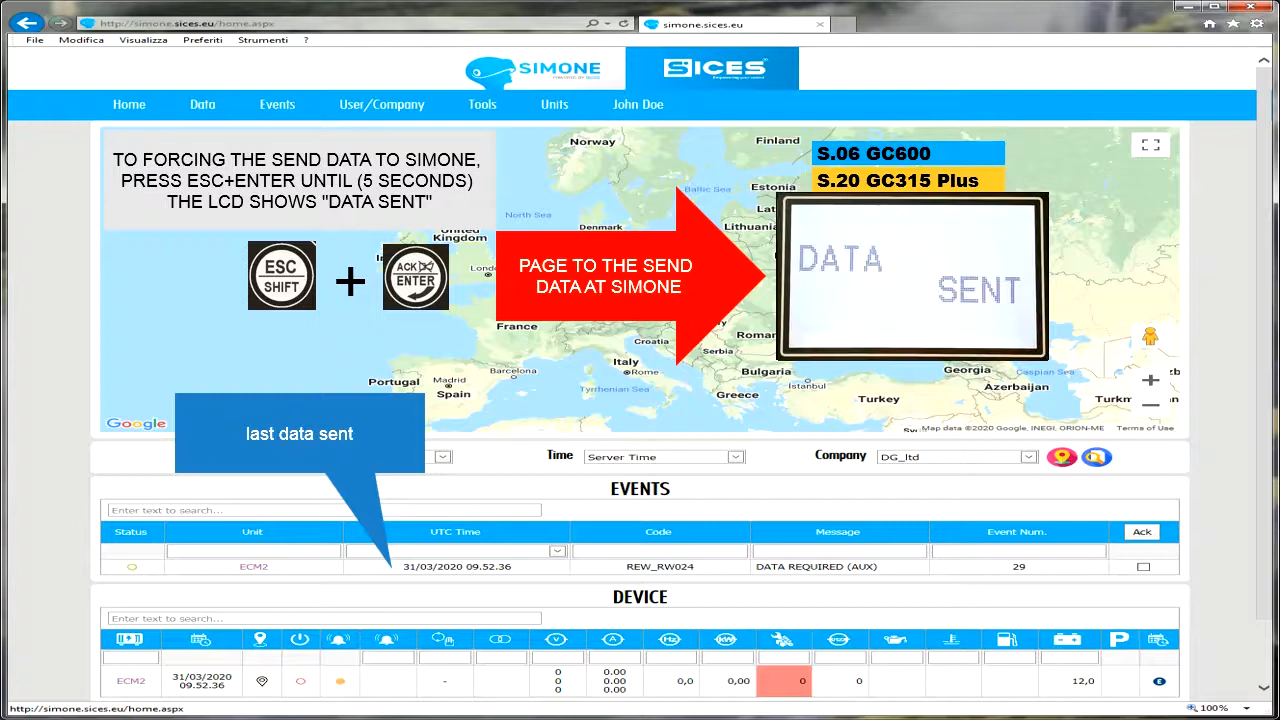 http://simone.sices.eu/home.aspx
simone.sices.eu
File Modifica Visualizza Preferiti Strumenti ?
SIMONE
SICES
Home Data Events User/Company Tools Units John Doe
TO FORCING THE SEND DATA TO SIMONE,
PRESS ESC+ENTER UNTIL (5 SECONDS)
THE LCD SHOWS "DATA SENT"
ESC
SHIFT
+
ACK
ENTER
PAGE TO THE SEND
DATA AT SIMONE
S.06 GC600
S.20 GC315 Plus
DATA
SENT
Norway
Finland
Baltic Sea
Estonia
Lat
North Sea
Denmark
Lithuania
United
Kingdom
France
Croatia
Serbia
Italy
Rome
Barcelona
Portugal
Madrid
Spain
Tyrrhenian Sea
Bulgaria
Istanbul
Greece
Turkey
Georgia
Caspian Sea
Azerbaijan
Google
Map data ©2020 Google, INEGI, ORION-ME Terms of Use
last data sent
Time Server Time Company DG_ltd
EVENTS
Enter text to search...
Status Unit UTC Time Code Message Event Num. Ack
ECM2 31/03/2020 09.52.36 REW_RW024 DATA REQUIRED (AUX) 29
DEVICE
Enter text to search...
V A Hz KW P
ECM2 31/03/2020 09.52.36 - 0 0 0 0.00 0.00 0.00 0,0 0,00 0 0 12,0 E
http://simone.sices.eu/home.aspx
100%